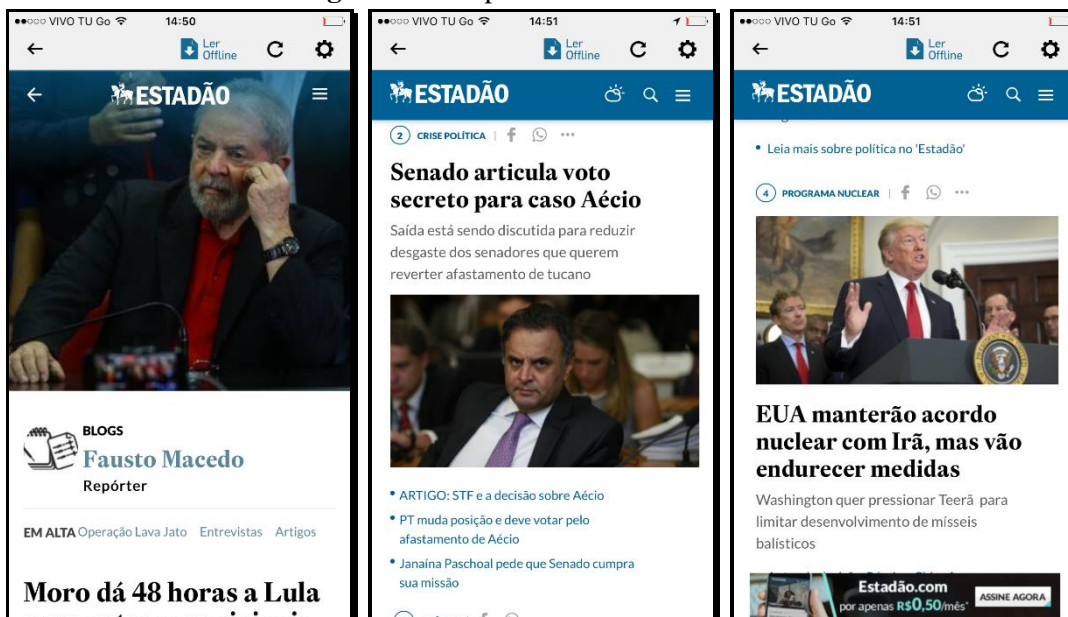 VIVO TU Go 14:50
Ler
Offline
ESTADÃO
BLOGS
Fausto Macedo
Repórter
EM ALTA Operação Lava Jato Entrevistas Artigos
Moro dá 48 horas a Lula
VIVO TU Go 14:51
Ler
Offline
ESTADÃO
2 CRISE POLÍTICA
Senado articula voto
secreto para caso Aécio
Saída está sendo discutida para reduzir
desgaste dos senadores que querem
reverter afastamento de tucano
• ARTIGO: STF e a decisão sobre Aécio
• PT muda posição e deve votar pelo
afastamento de Aécio
• Janaína Paschoal pede que Senado cumpra
sua missão
VIVO TU Go 14:51
Ler
Offline
ESTADÃO
• Leia mais sobre política no 'Estadão'
4 PROGRAMA NUCLEAR
EUA manterão acordo
nuclear com Irã, mas vão
endurecer medidas
Washington quer pressionar Teerã para
limitar desenvolvimento de mísseis
balísticos
Estadão.com
por apenas R$0,50/mês*
ASSINE AGORA